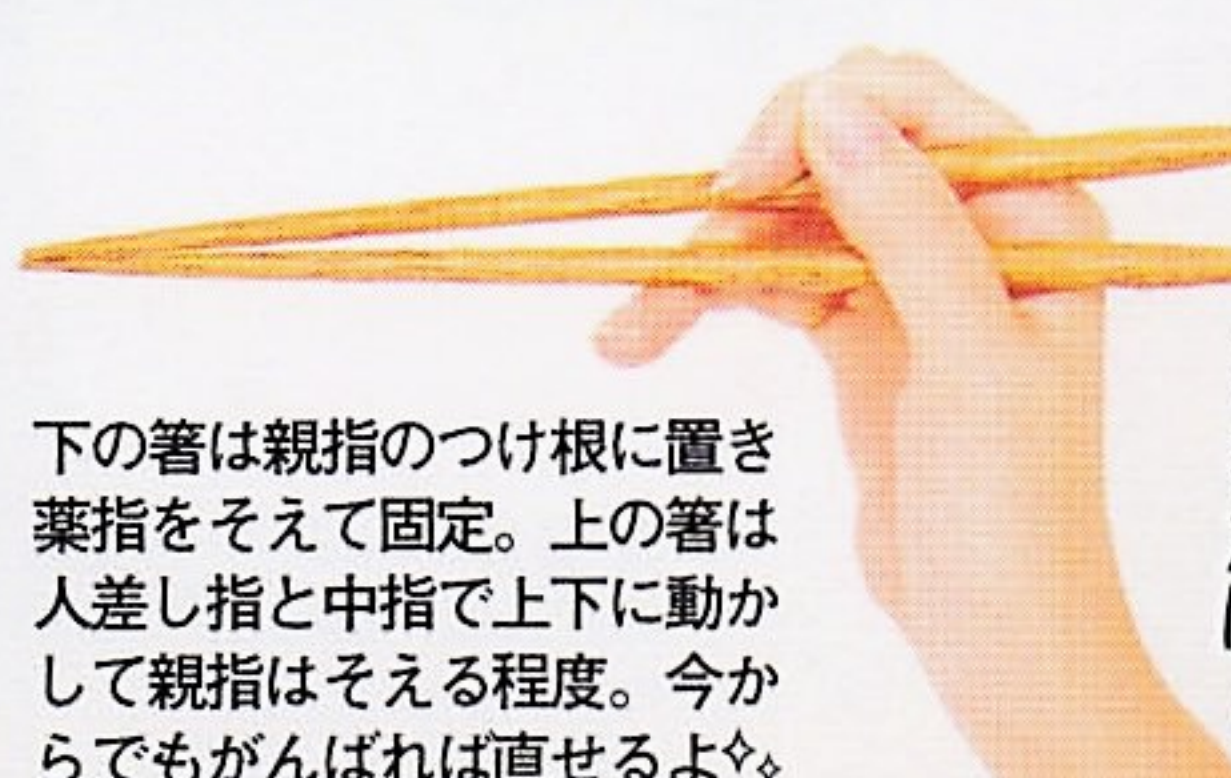 下の箸は親指のつけ根に置き
薬指をそえて固定。上の箸は
人差し指と中指で上下に動か
して親指はそえる程度。今か
らでもがんばれば直せるよ✧✧